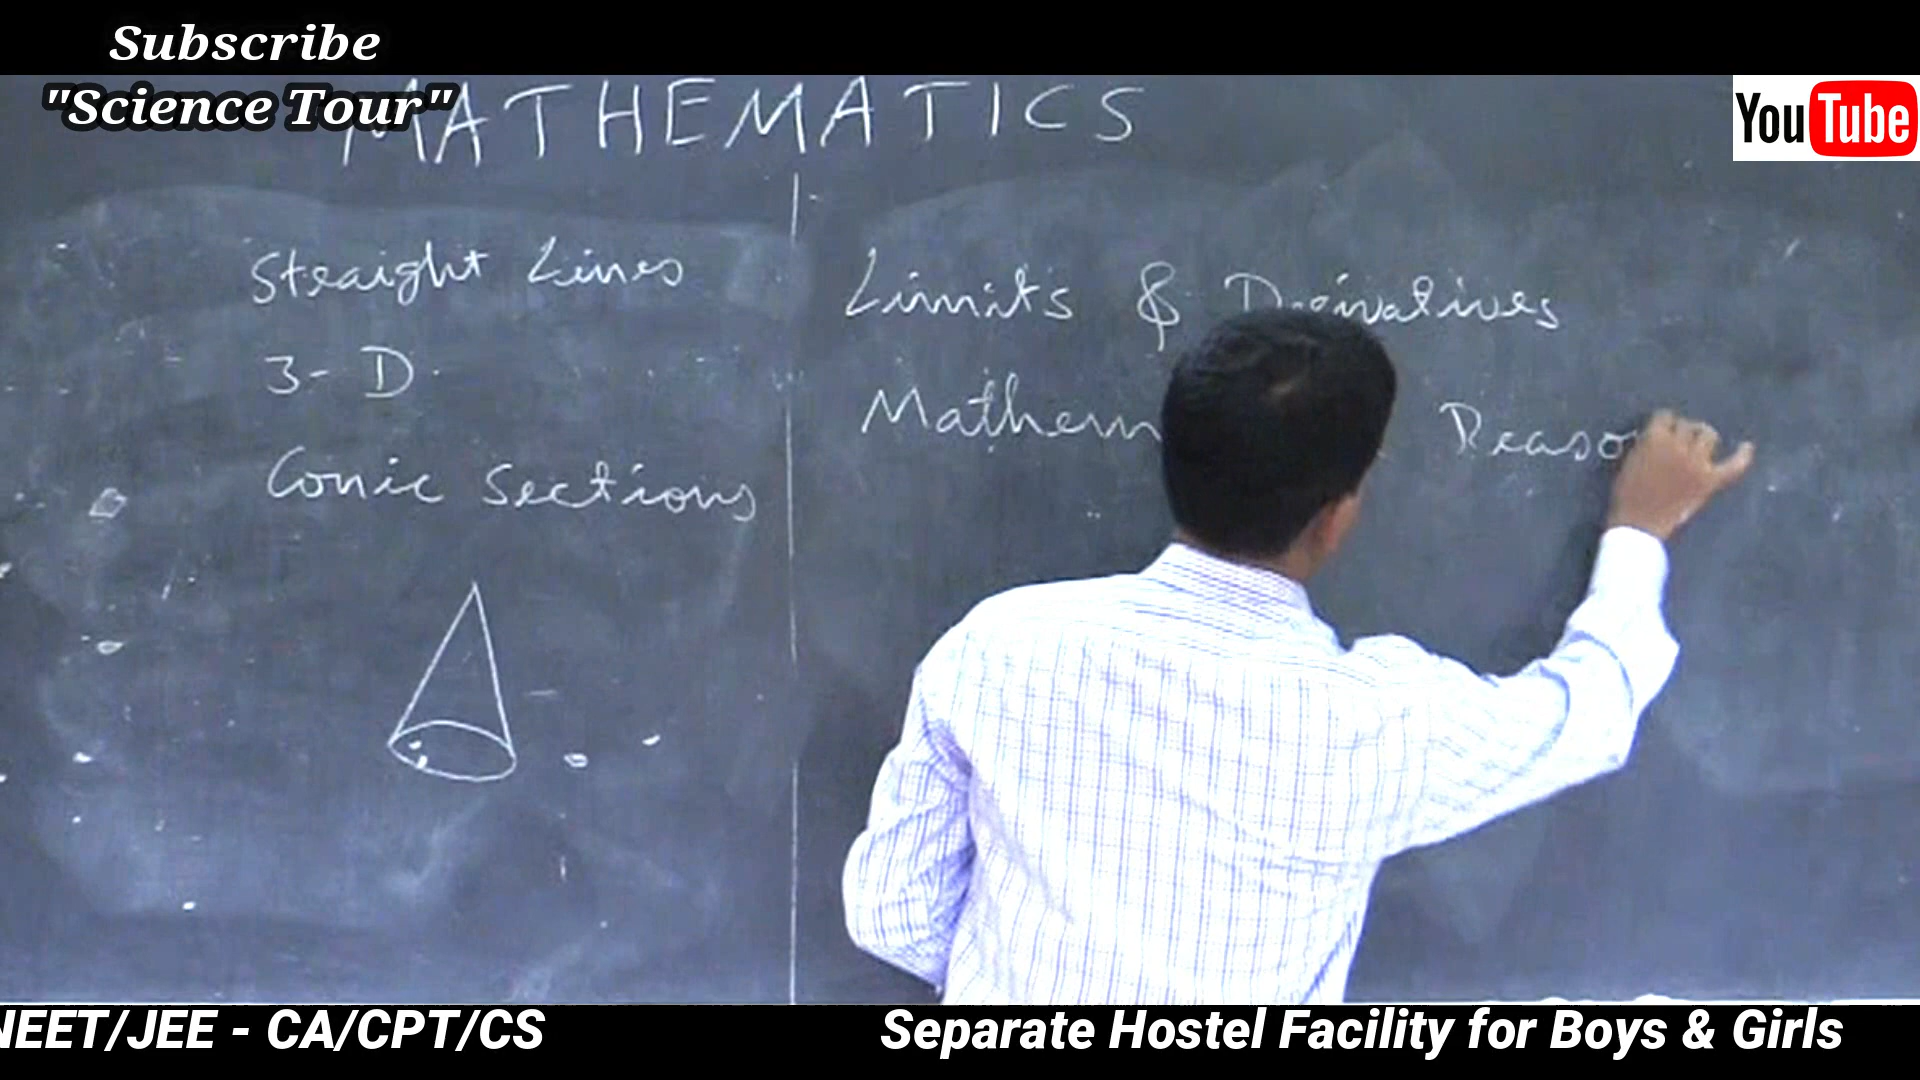 Subscribe
"Science Tour"
YouTube
MATHEMATICS
Straight Lines
3-D
Conic Sections
Limits & Derivatives
NEET/JEE - CA/CPT/CS
Separate Hostel Facility for Boys & Girls